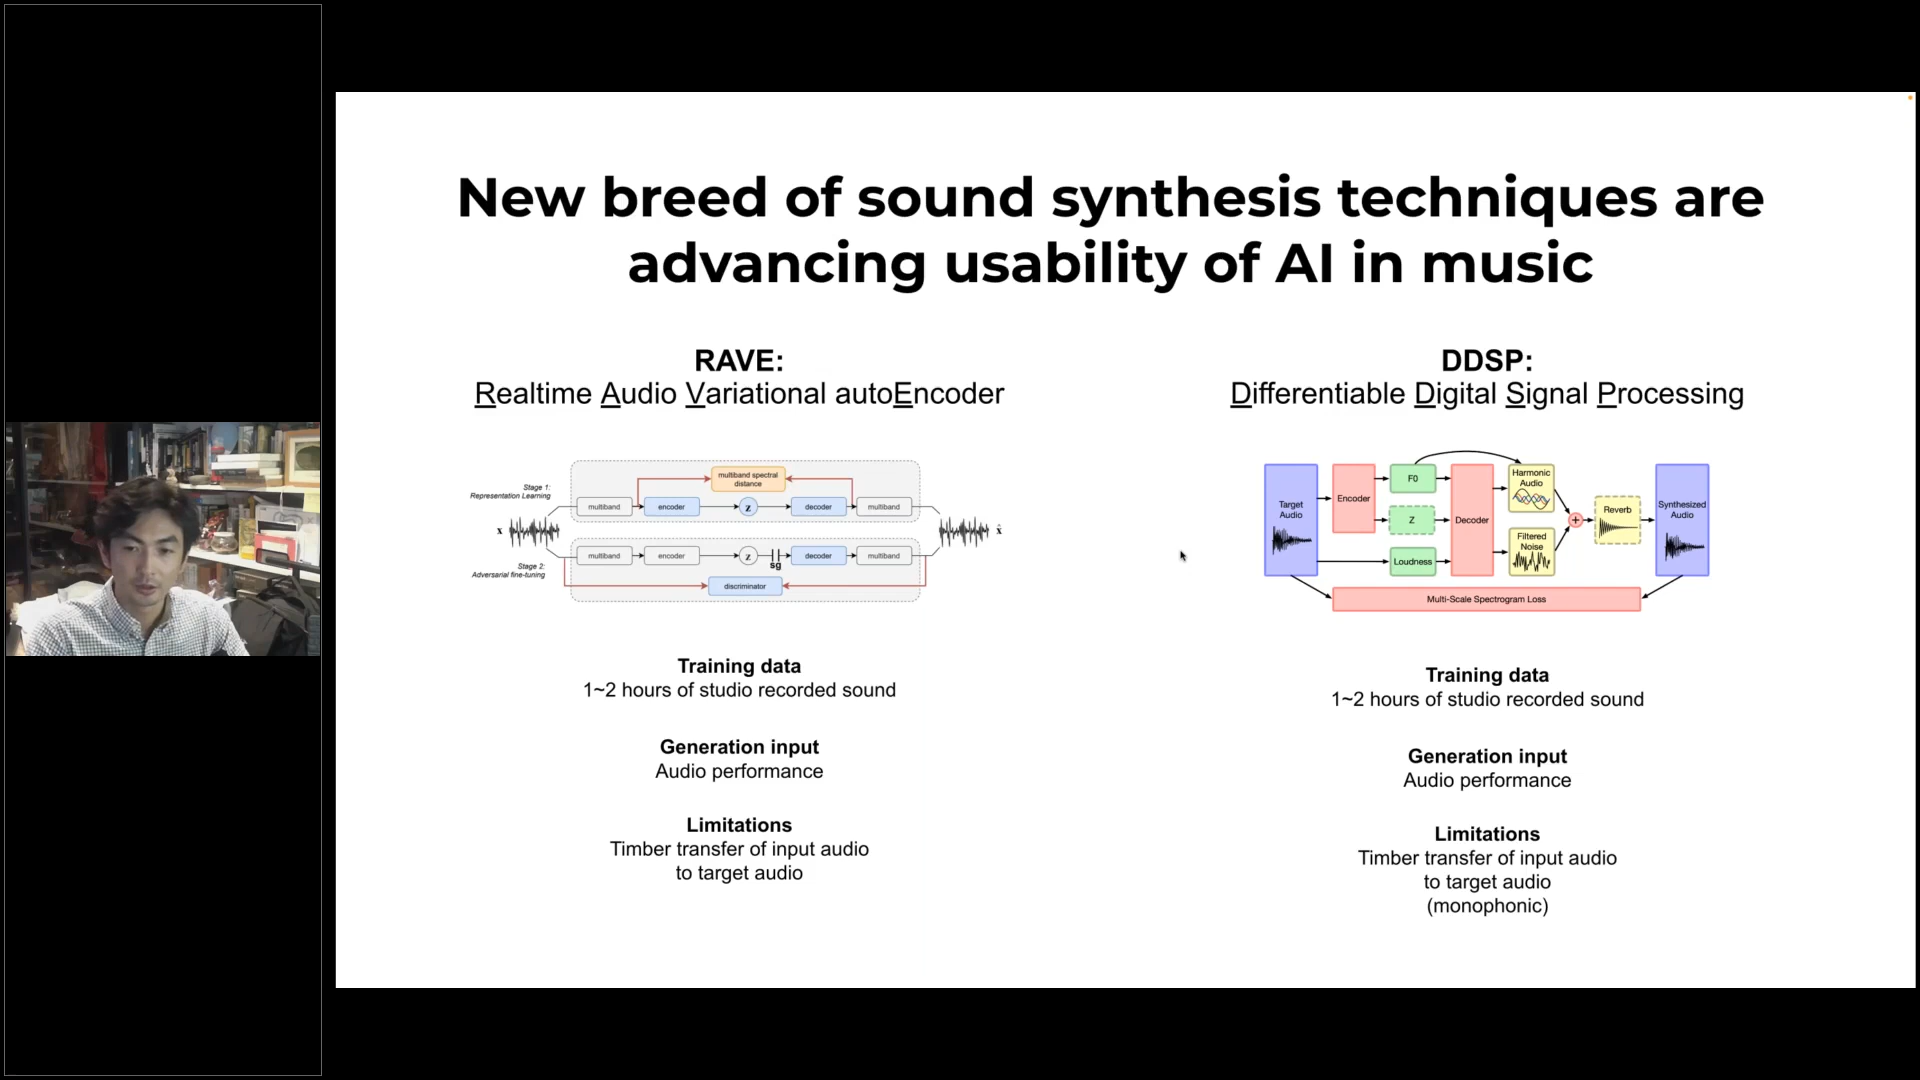 New breed of sound synthesis techniques are
advancing usability of AI in music
RAVE:
Realtime Audio Variational autoEncoder
Stage 1:
Representation Learning
multiband spectral
distance
multiband
encoder
z
decoder
multiband
x
x̂
multiband
encoder
z
sg
decoder
multiband
Stage 2:
Adversarial fine-tuning
discriminator
Training data
1~2 hours of studio recorded sound
Generation input
Audio performance
Limitations
Timber transfer of input audio
to target audio
DDSP:
Differentiable Digital Signal Processing
Target
Audio
Encoder
F0
Z
Loudness
Decoder
Harmonic
Audio
Filtered
Noise
+
Reverb
Synthesized
Audio
Multi-Scale Spectrogram Loss
Training data
1~2 hours of studio recorded sound
Generation input
Audio performance
Limitations
Timber transfer of input audio
to target audio
(monophonic)